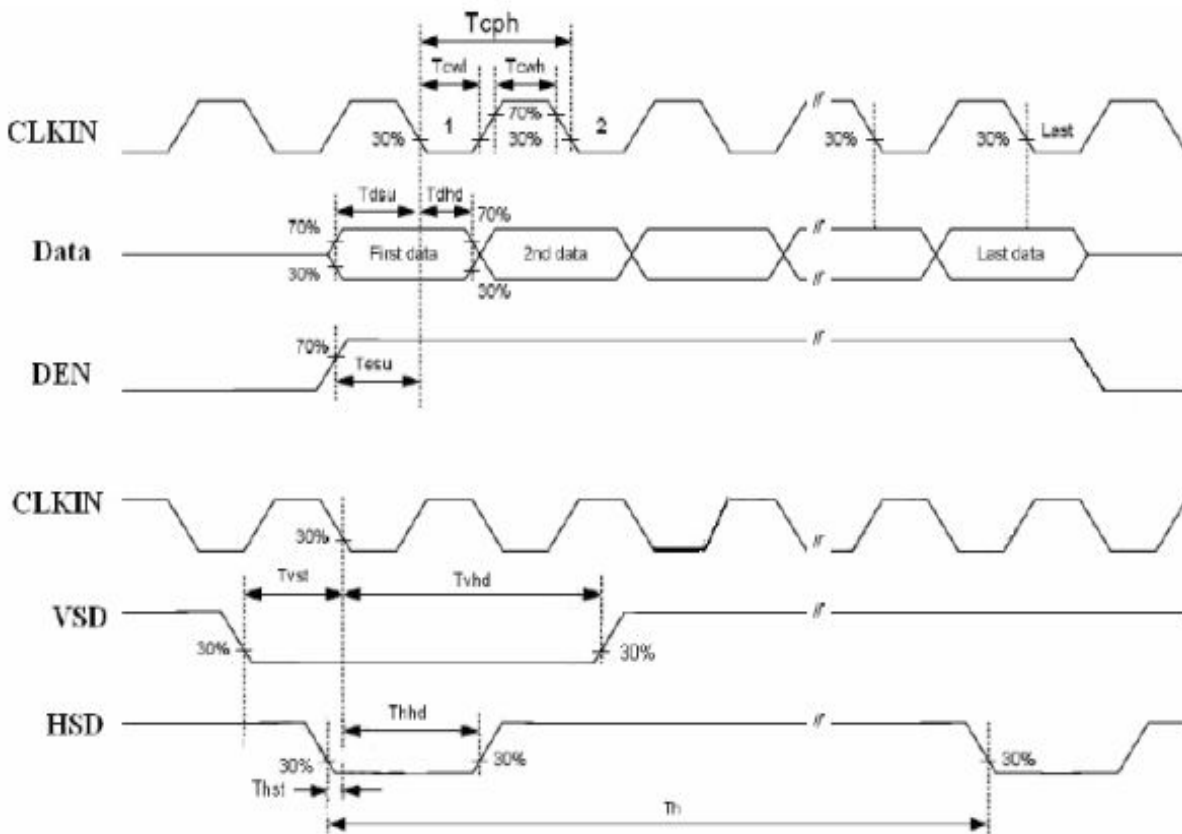 Tcph
Tcwl Tcwh
CLKIN 30% 1 70% 30% 2 30% 30% Last
Tdsu Tdhd
70% 70%
Data First data 2nd data Last data
30% 30%
70%
DEN Tesu
CLKIN
30%
Tvst Tvhd
VSD
30% 30%
HSD Thhd
30% 30% 30%
Thst
Th